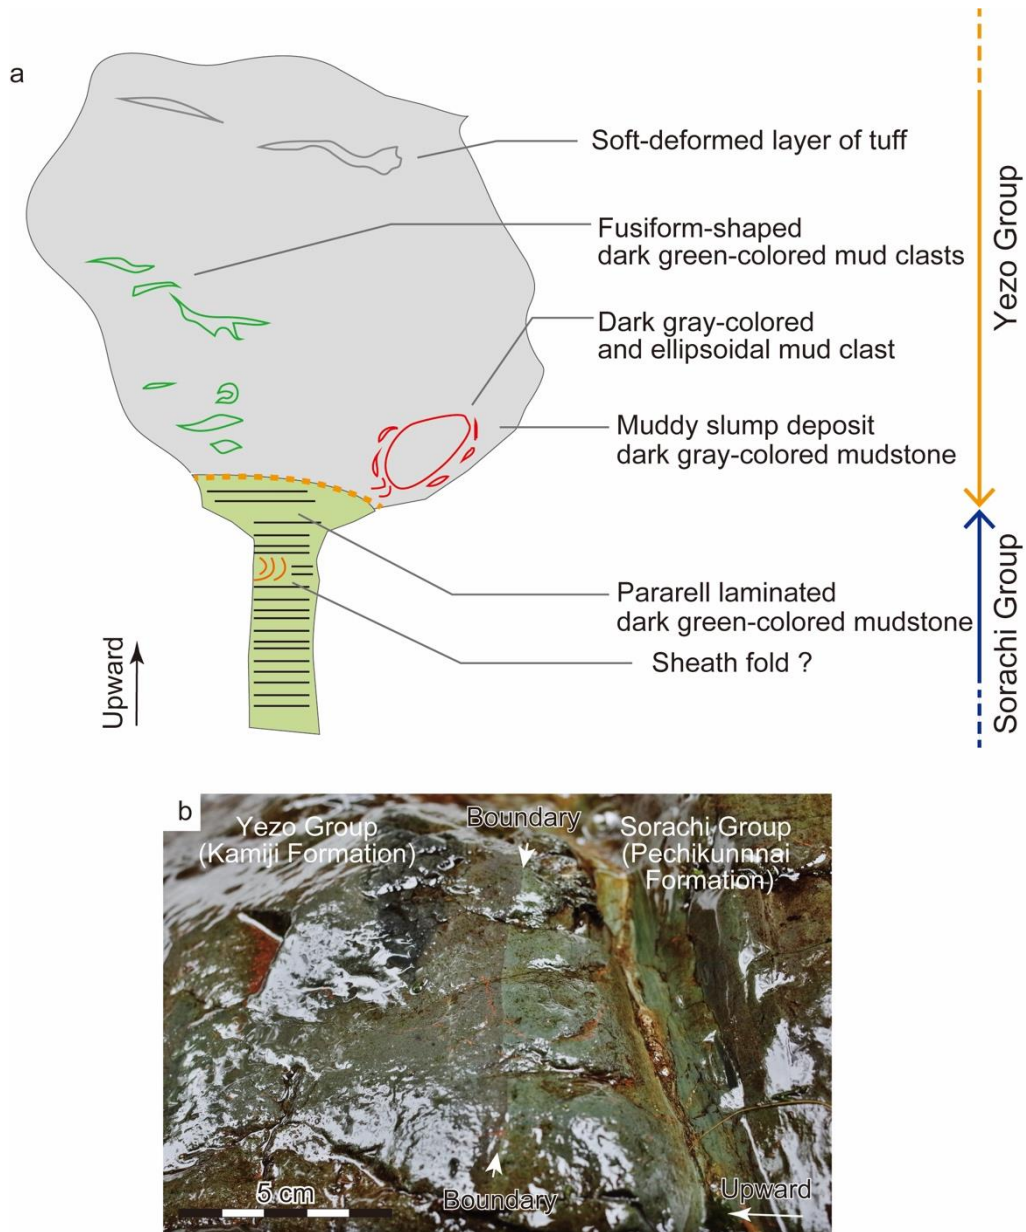 a
Soft-deformed layer of tuff
Fusiform-shaped
dark green-colored mud clasts
Dark gray-colored
and ellipsoidal mud clast
Muddy slump deposit
dark gray-colored mudstone
Pararell laminated
dark green-colored mudstone
Sheath fold ?
Upward
Yezo Group
Sorachi Group
b
Yezo Group
(Kamiji Formation)
Boundary
Sorachi Group
(Pechikunnnai
Formation)
Boundary
5 cm
Upward